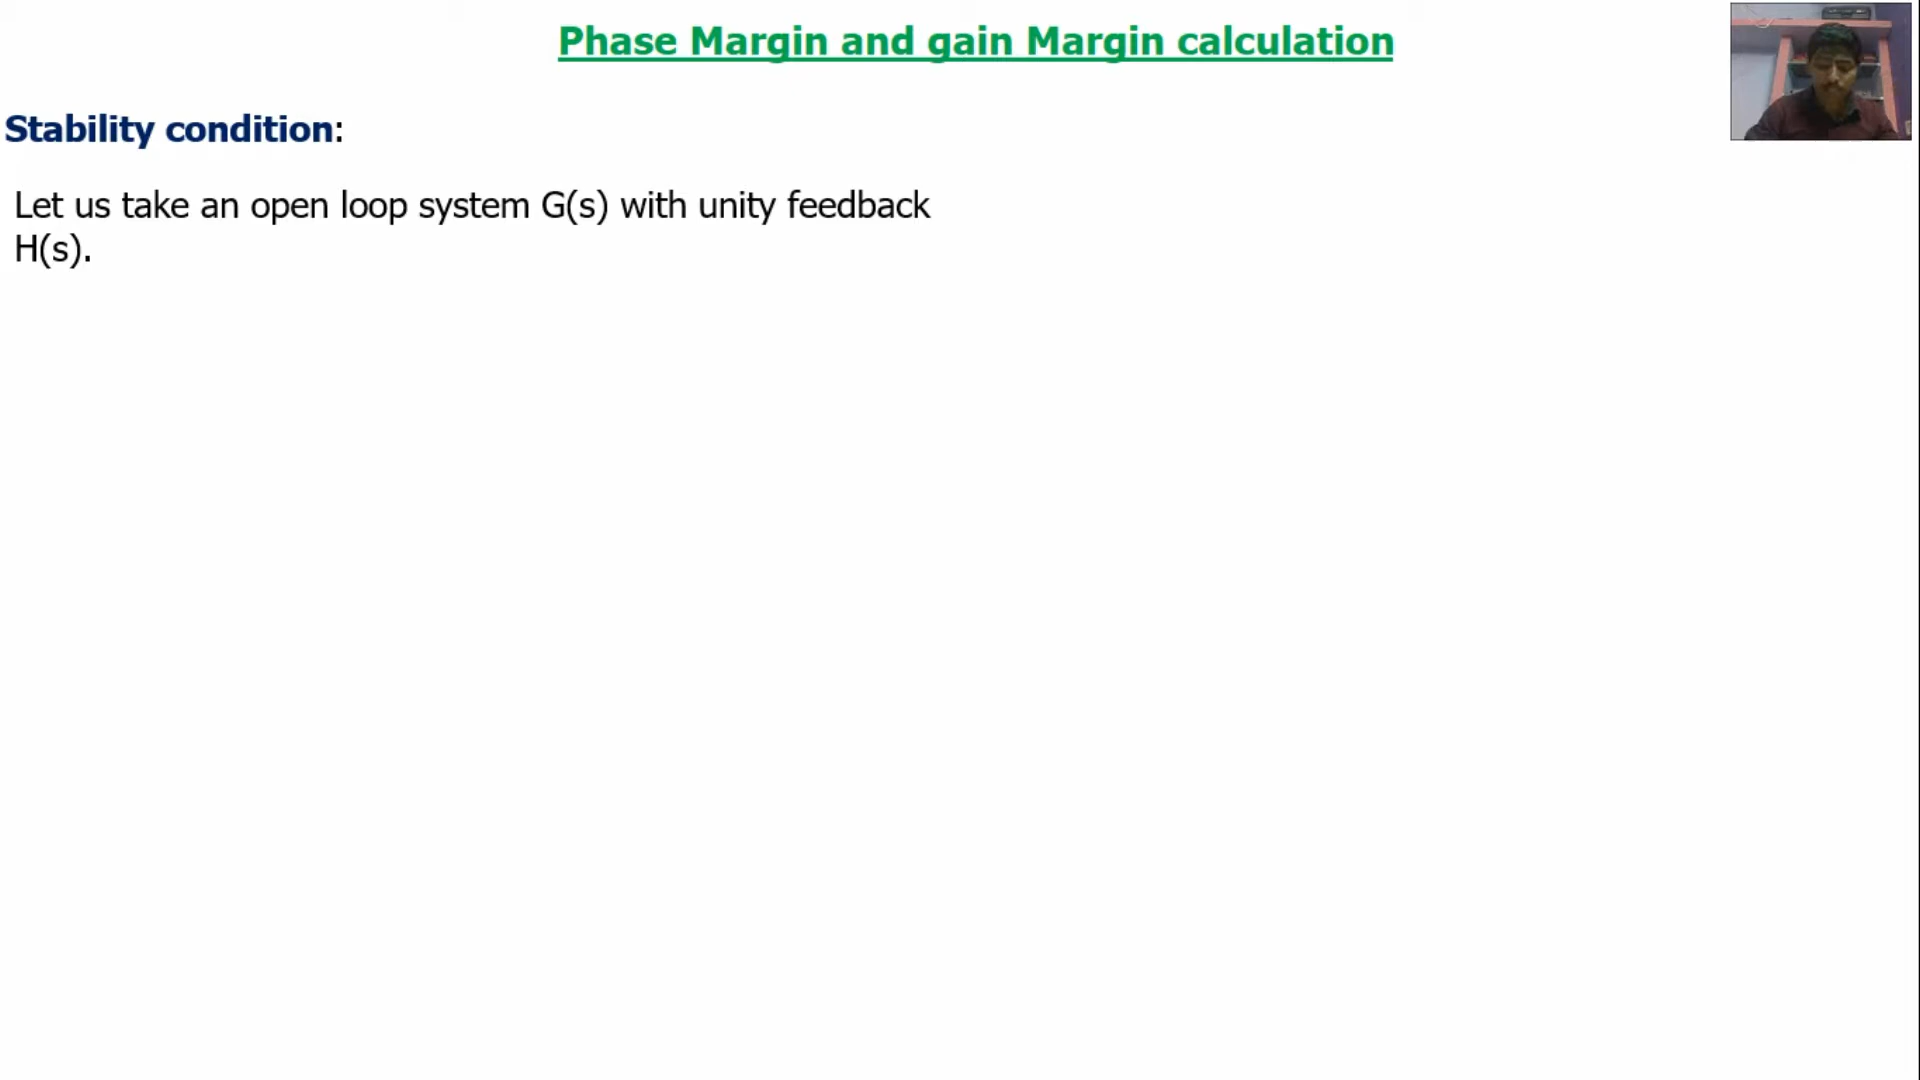 Phase Margin and gain Margin calculation
Stability condition:
Let us take an open loop system G(s) with unity feedback
H(s).